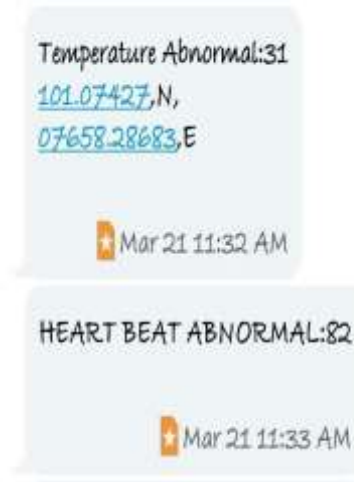 Temperature Abnormal:31
101.07427,N,
07658.28683,E
Mar 21 11:32 AM
HEART BEAT ABNORMAL:82
Mar 21 11:33 AM